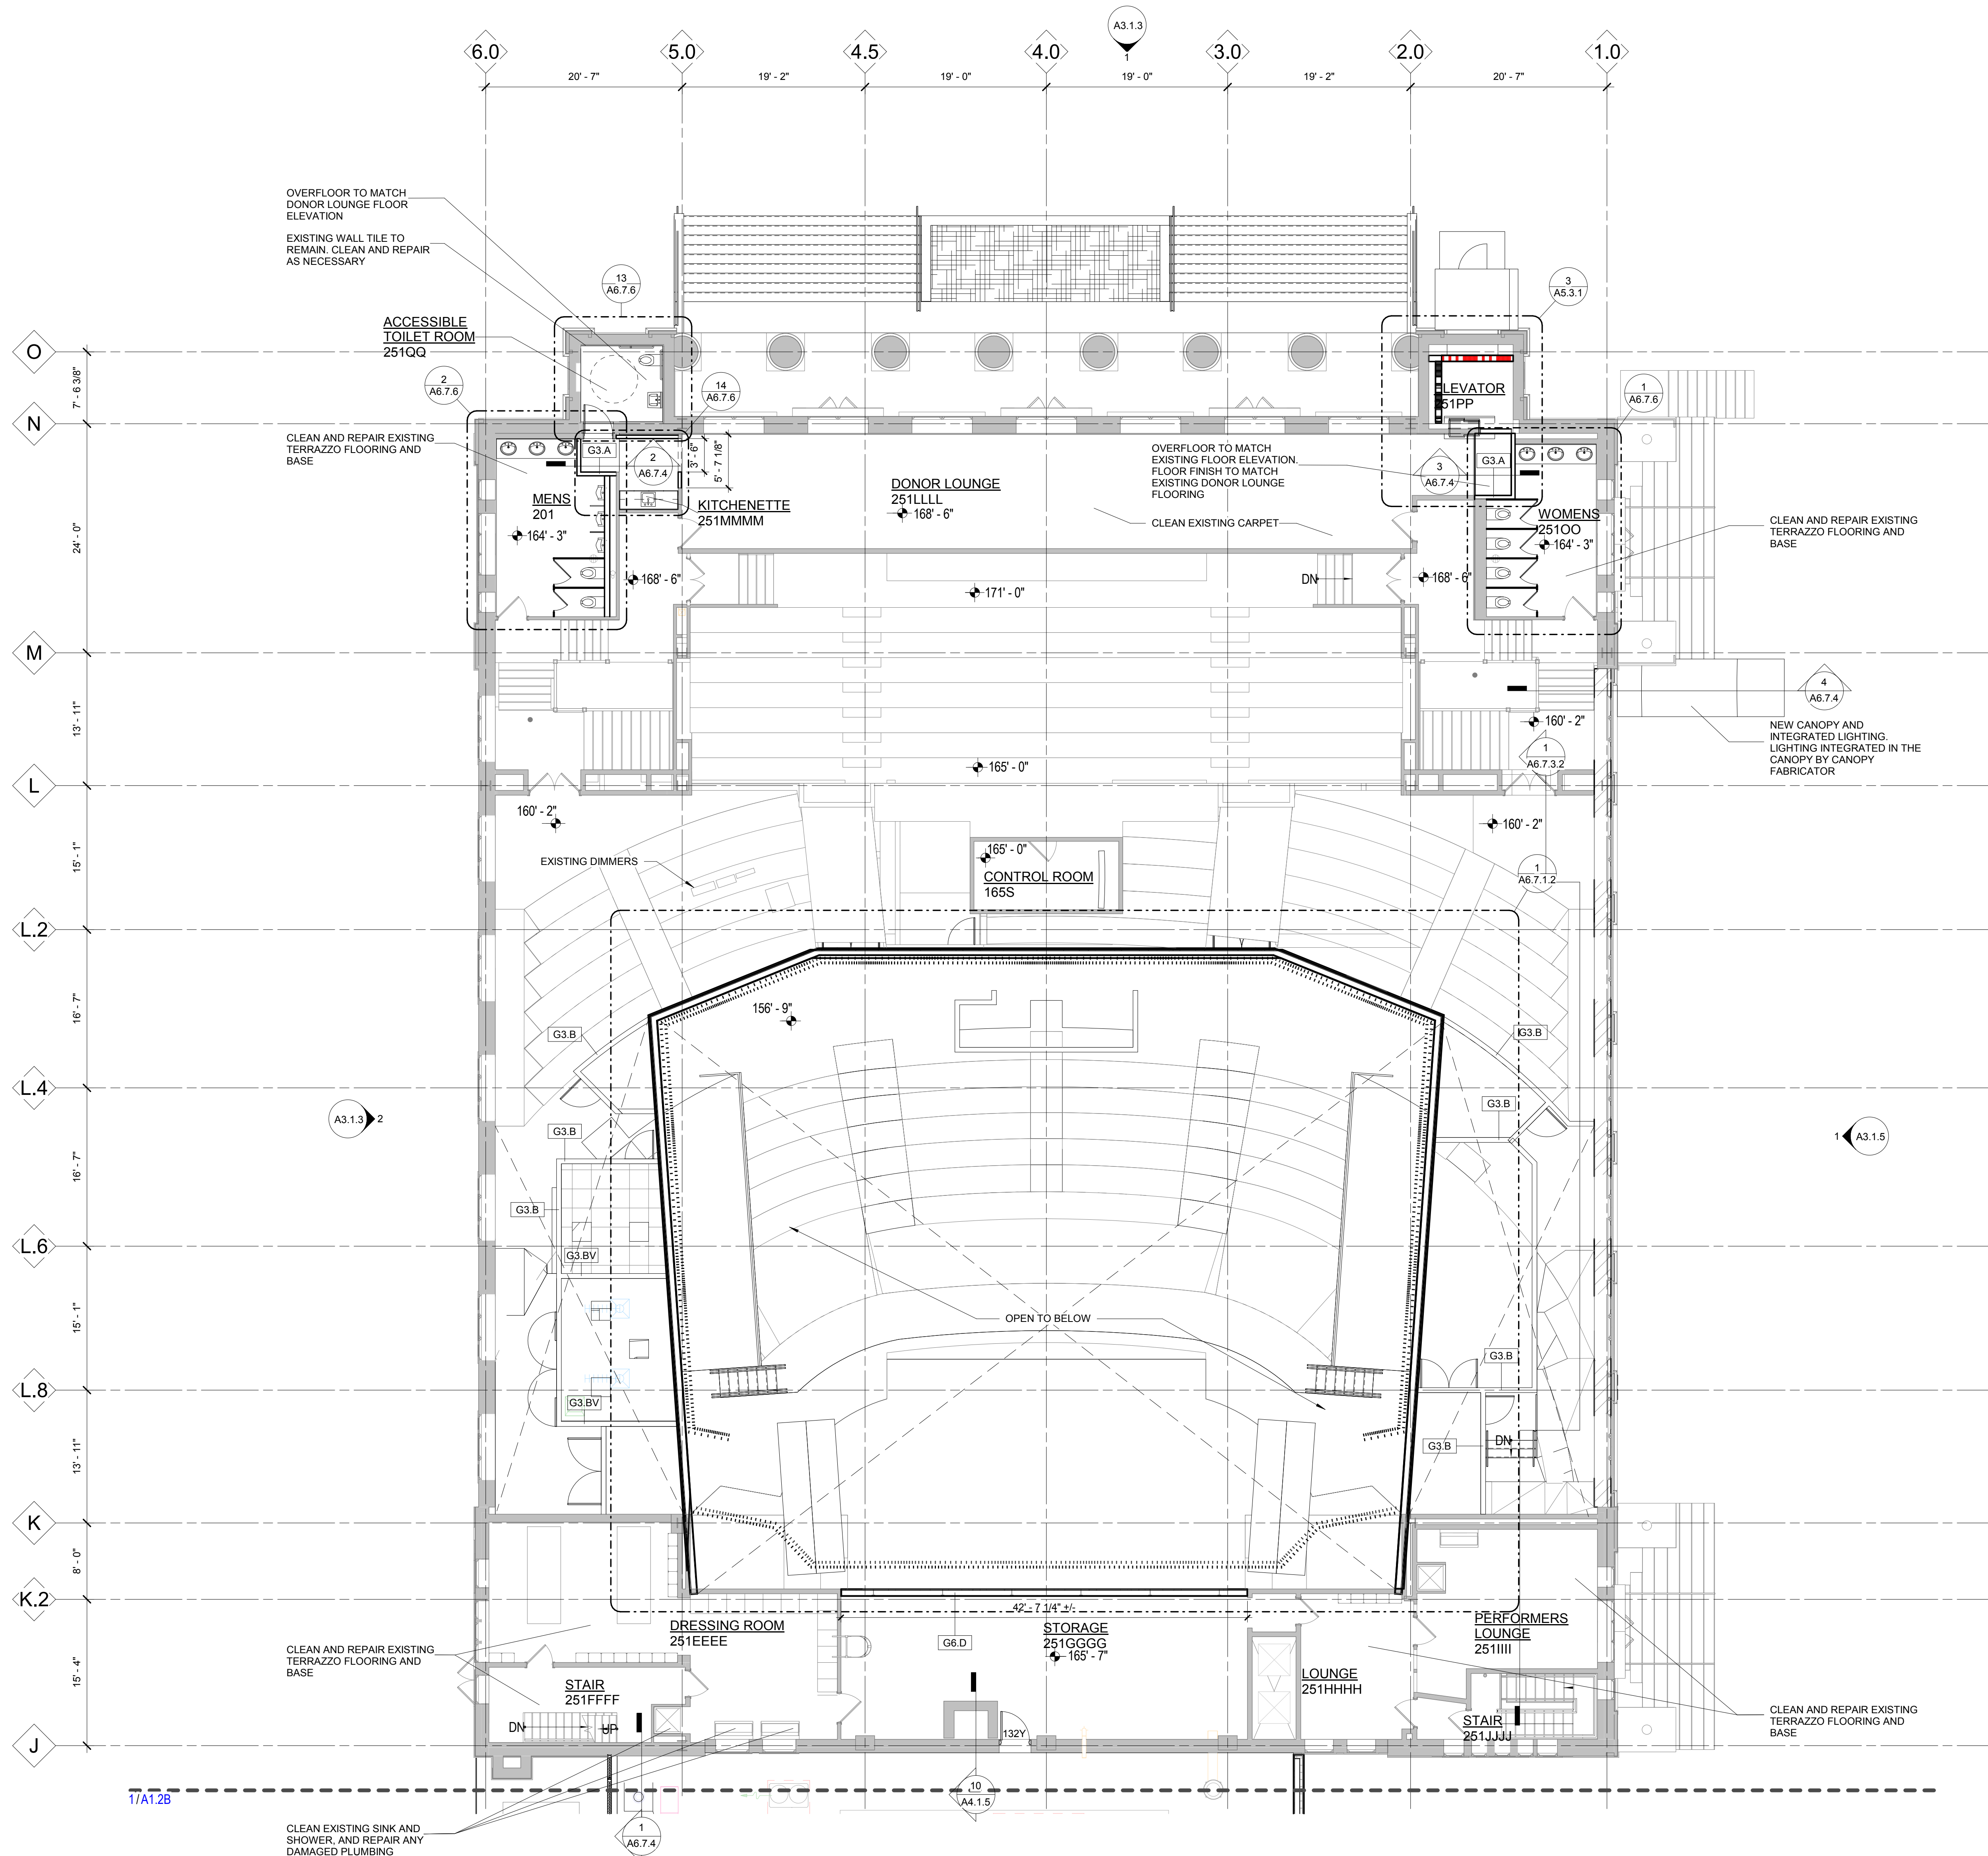 A3.1.3
1
6.0
5.0
4.5
4.0
3.0
2.0
1.0
20' - 7"
19' - 2"
19' - 0"
19' - 0"
19' - 2"
20' - 7"
OVERFLOOR TO MATCH
DONOR LOUNGE FLOOR
ELEVATION
EXISTING WALL TILE TO
REMAIN. CLEAN AND REPAIR
AS NECESSARY
13
A6.7.6
3
A5.3.1
ACCESSIBLE
TOILET ROOM
251QQ
O
7' - 6 3/8"
2
A6.7.6
14
A6.7.6
ELEVATOR
251PP
1
A6.7.6
N
CLEAN AND REPAIR EXISTING
TERRAZZO FLOORING AND
BASE
G3.A
2
A6.7.4
3' - 6"
5' - 7 1/8"
OVERFLOOR TO MATCH
EXISTING FLOOR ELEVATION.
FLOOR FINISH TO MATCH
EXISTING DONOR LOUNGE
FLOORING
3
A6.7.4
G3.A
MENS
201
164' - 3"
KITCHENETTE
251MMMM
DONOR LOUNGE
251LLLL
168' - 6"
CLEAN EXISTING CARPET
WOMENS
251OO
164' - 3"
CLEAN AND REPAIR EXISTING
TERRAZZO FLOORING AND
BASE
24' - 0"
168' - 6"
DN
168' - 6"
171' - 0"
M
13' - 11"
4
A6.7.4
160' - 2"
NEW CANOPY AND
INTEGRATED LIGHTING.
LIGHTING INTEGRATED IN THE
CANOPY BY CANOPY
FABRICATOR
1
A6.7.3.2
165' - 0"
L
160' - 2"
160' - 2"
15' - 1"
EXISTING DIMMERS
165' - 0"
CONTROL ROOM
165S
1
A6.7.1.2
L.2
16' - 7"
156' - 9"
G3.B
G3.B
L.4
G3.B
A3.1.3
2
G3.B
1
A3.1.5
16' - 7"
G3.B
L.6
G3.BV
15' - 1"
OPEN TO BELOW
G3.B
L.8
G3.BV
13' - 11"
G3.B
DN
K
8' - 0"
K.2
42' - 7 1/4" +/-
DRESSING ROOM
251EEEE
G6.D
STORAGE
251GGGG
165' - 7"
PERFORMERS
LOUNGE
251IIII
CLEAN AND REPAIR EXISTING
TERRAZZO FLOORING AND
BASE
15' - 4"
STAIR
251FFFF
LOUNGE
251HHHH
DN
UP
STAIR
251JJJJ
CLEAN AND REPAIR EXISTING
TERRAZZO FLOORING AND
BASE
132Y
J
1 / A1.2B
10
A4.1.5
CLEAN EXISTING SINK AND
SHOWER, AND REPAIR ANY
DAMAGED PLUMBING
1
A6.7.4